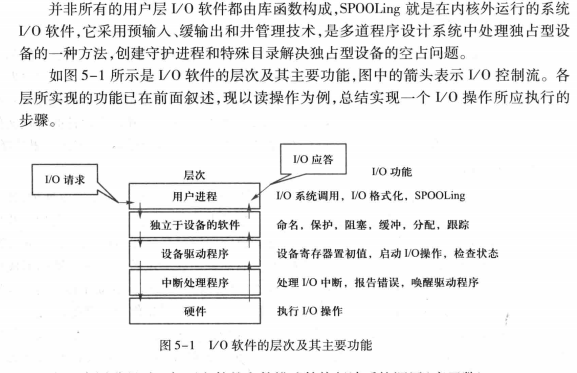 并非所有的用户层 I/O 软件都由库函数构成,SPOOLing 就是在内核外运行的系统
I/O 软件,它采用预输入、缓输出和井管理技术,是多道程序设计系统中处理独占型设
备的一种方法,创建守护进程和特殊目录解决独占型设备的空占问题。
如图 5-1 所示是 I/O 软件的层次及其主要功能,图中的箭头表示 I/O 控制流。各
层所实现的功能已在前面叙述,现以读操作为例,总结实现一个 I/O 操作所应执行的
步骤。
I/O 请求
层次
I/O 应答
I/O 功能
用户进程
I/O 系统调用，I/O 格式化，SPOOLing
独立于设备的软件
命名，保护，阻塞，缓冲，分配，跟踪
设备驱动程序
设备寄存器置初值，启动 I/O操作，检查状态
中断处理程序
处理 I/O 中断，报告错误，唤醒驱动程序
硬件
执行 I/O 操作
图 5-1 I/O 软件的层次及其主要功能